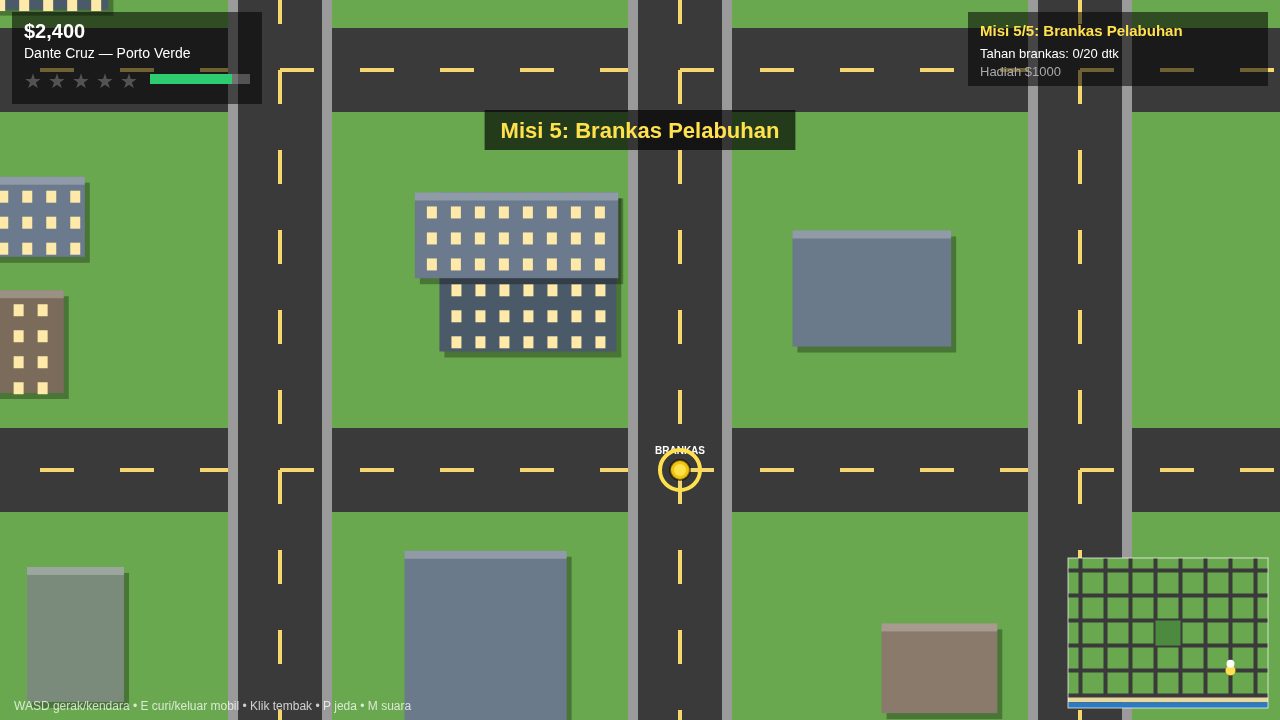 $2,400
Dante Cruz — Porto Verde
★ ★ ★ ★ ★
Misi 5/5: Brankas Pelabuhan
Tahan brankas: 0/20 dtk
Hadiah $1000
Misi 5: Brankas Pelabuhan
BRANKAS
WASD gerak/kendara • E curi/keluar mobil • Klik tembak • P jeda • M suara